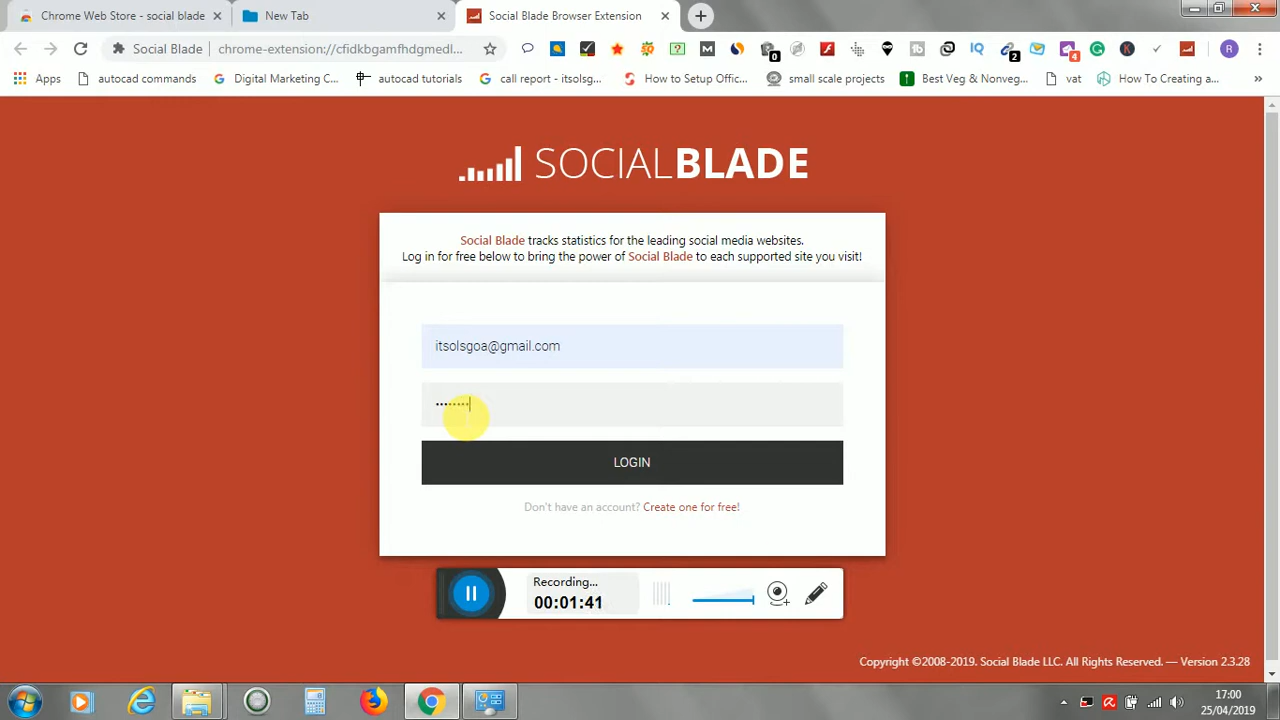 Chrome Web Store - social blade
New Tab
Social Blade Browser Extension
Social Blade
chrome-extension://cfidkbgamfhdgmedl...
Apps
autocad commands
Digital Marketing C...
autocad tutorials
call report - itsolsg...
How to Setup Offic...
small scale projects
Best Veg & Nonveg...
vat
How To Creating a...
»
SOCIALBLADE
Social Blade tracks statistics for the leading social media websites.
Log in for free below to bring the power of Social Blade to each supported site you visit!
itsolsgoa@gmail.com
••••••••
LOGIN
Don't have an account? Create one for free!
Recording...
00:01:41
Copyright ©2008-2019. Social Blade LLC. All Rights Reserved. — Version 2.3.28
17:00
25/04/2019